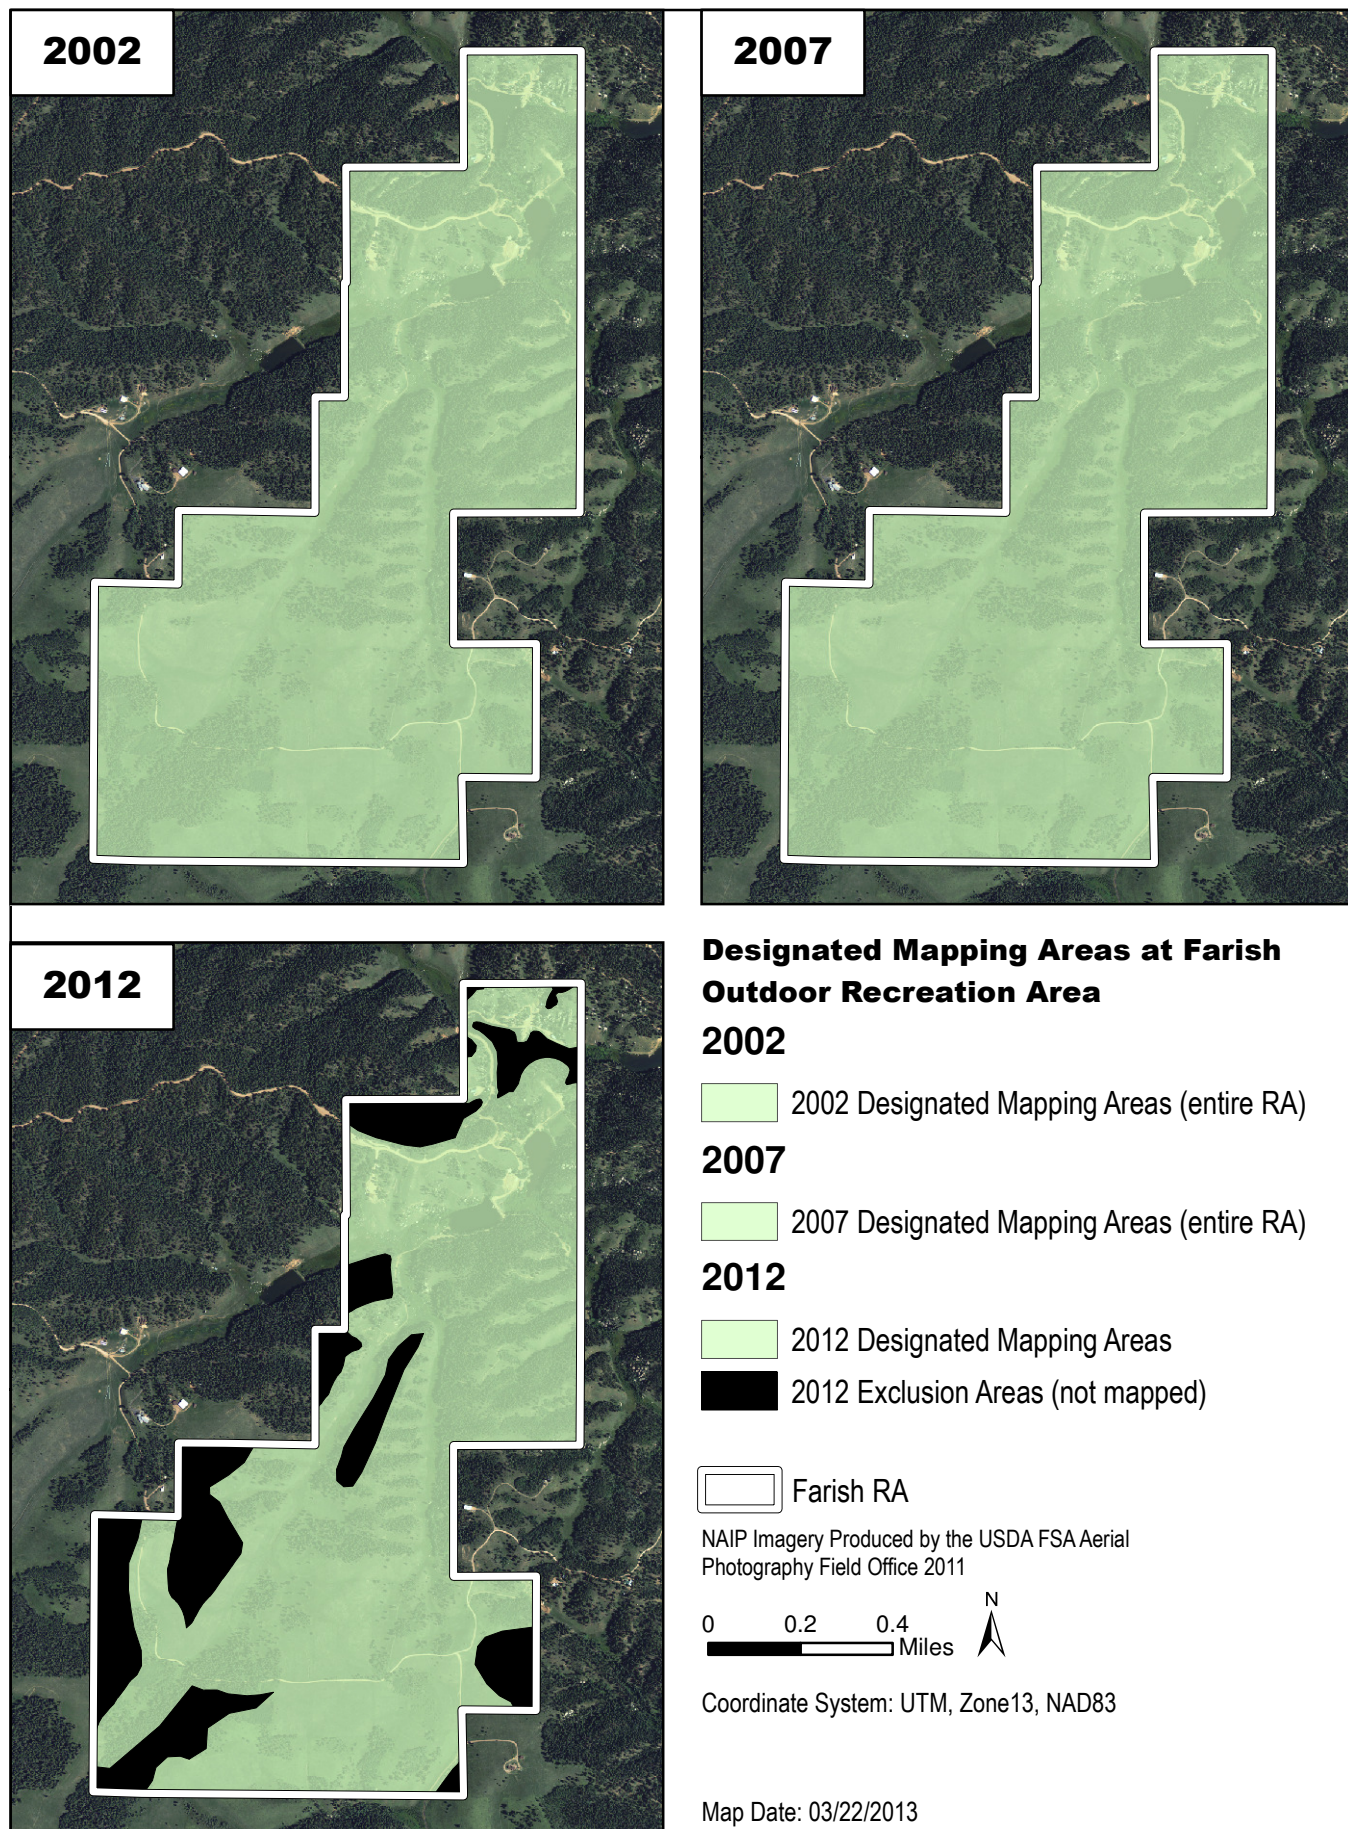 2002
2007
2012
Designated Mapping Areas at Farish
Outdoor Recreation Area
2002
2002 Designated Mapping Areas (entire RA)
2007
2007 Designated Mapping Areas (entire RA)
2012
2012 Designated Mapping Areas
2012 Exclusion Areas (not mapped)
Farish RA
NAIP Imagery Produced by the USDA FSA Aerial
Photography Field Office 2011
0 0.2 0.4
Miles
N
Coordinate System: UTM, Zone13, NAD83
Map Date: 03/22/2013